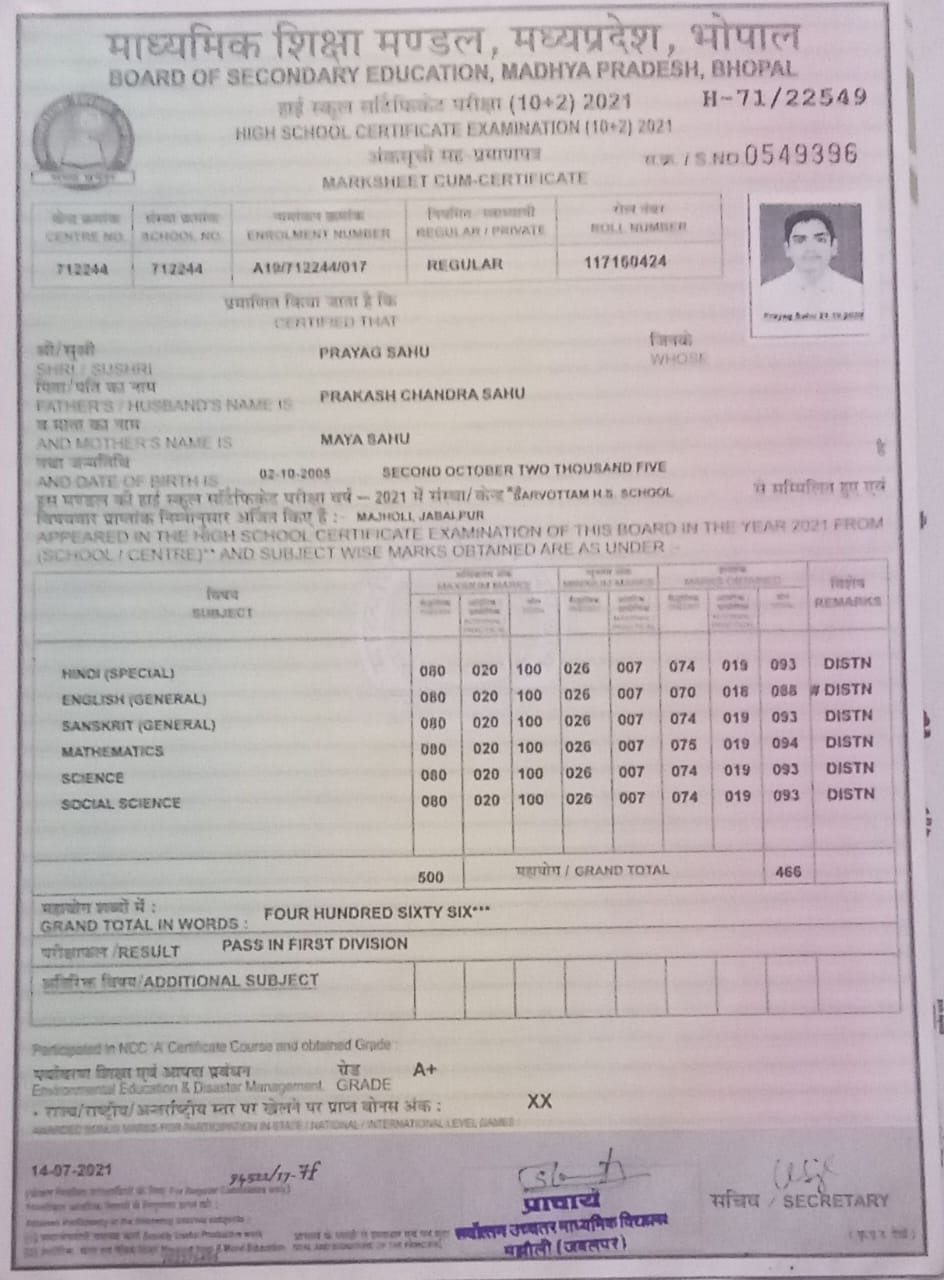 माध्यमिक शिक्षा मण्डल, मध्यप्रदेश, भोपाल
BOARD OF SECONDARY EDUCATION, MADHYA PRADESH, BHOPAL
हाई स्कूल सर्टिफिकेट परीक्षा (10+2) 2021 H-71/22549
HIGH SCHOOL CERTIFICATE EXAMINATION (10+2) 2021
अंकसूची सह प्रमाणपत्र स.क्र. / S.NO. 0549396
MARKSHEET CUM-CERTIFICATE
केन्द्र क्रमांक संस्था क्रमांक नामांकन क्रमांक नियमित / स्वाध्यायी रोल नंबर
CENTRE NO. SCHOOL NO. ENROLMENT NUMBER REGULAR / PRIVATE ROLL NUMBER
712244 712244 A19/712244/017 REGULAR 117160424
प्रमाणित किया जाता है कि
CERTIFIED THAT
श्री/सुश्री PRAYAG SAHU जिनके
SHRI / SUSHRI WHOSE
पिता/पति का नाम
FATHER'S / HUSBAND'S NAME IS PRAKASH CHANDRA SAHU
व माता का नाम
AND MOTHER'S NAME IS MAYA SAHU
तथा जन्मतिथि है
AND DATE OF BIRTH IS 02-10-2005 SECOND OCTOBER TWO THOUSAND FIVE
इस मण्डल की हाई स्कूल सर्टिफिकेट परीक्षा वर्ष – 2021 में संस्था/ केन्द्र SARVOTTAM H.S. SCHOOL से सम्मिलित हुए एवं
विषयवार प्राप्तांक निम्नानुसार अर्जित किए है :- MAJHOLI, JABALPUR
APPEARED IN THE HIGH SCHOOL CERTIFICATE EXAMINATION OF THIS BOARD IN THE YEAR 2021 FROM
(SCHOOL / CENTRE)** AND SUBJECT WISE MARKS OBTAINED ARE AS UNDER :-
विषय MAXIMUM MARKS MINIMUM MARKS MARKS OBTAINED विशेष
SUBJECT REMARKS
HINDI (SPECIAL) 080 020 100 026 007 074 019 093 DISTN
ENGLISH (GENERAL) 080 020 100 026 007 070 018 088 # DISTN
SANSKRIT (GENERAL) 080 020 100 026 007 074 019 093 DISTN
MATHEMATICS 080 020 100 026 007 075 019 094 DISTN
SCIENCE 080 020 100 026 007 074 019 093 DISTN
SOCIAL SCIENCE 080 020 100 026 007 074 019 093 DISTN
500 महायोग / GRAND TOTAL 466
महायोग शब्दों में :
GRAND TOTAL IN WORDS : FOUR HUNDRED SIXTY SIX***
परीक्षाफल /RESULT PASS IN FIRST DIVISION
अतिरिक्त विषय/ADDITIONAL SUBJECT
Participated in NCC 'A' Certificate Course and obtained Grade :
पर्यावरण शिक्षा एवं आपदा प्रबंधन ग्रेड A+
Environmental Education & Disaster Management. GRADE
• राज्य/राष्ट्रीय/अन्तर्राष्ट्रीय स्तर पर खेलने पर प्राप्त बोनस अंक : XX
AWARDED BONUS MARKS FOR PARTICIPATION IN STATE / NATIONAL / INTERNATIONAL LEVEL GAMES :
14-07-2021
प्राचार्य सचिव / SECRETARY
सर्वोत्तम उच्चतर माध्यमिक विद्यालय
मझौली (जबलपुर)